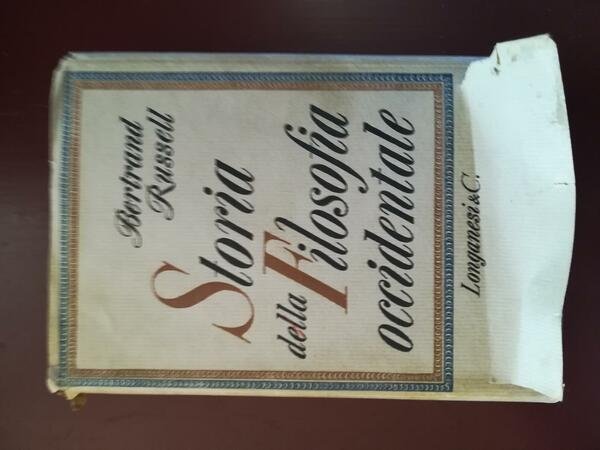 Bertrand
Russell
Storia
della Filosofia
occidentale
Longanesi & C.